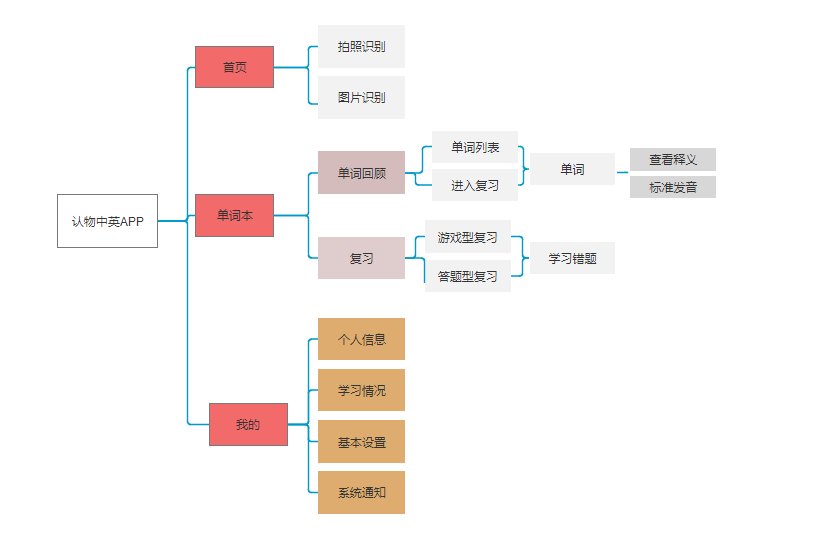 认物中英APP
首页
拍照识别
图片识别
单词本
单词回顾
单词列表
进入复习
单词
查看释义
标准发音
复习
游戏型复习
答题型复习
学习错题
我的
个人信息
学习情况
基本设置
系统通知